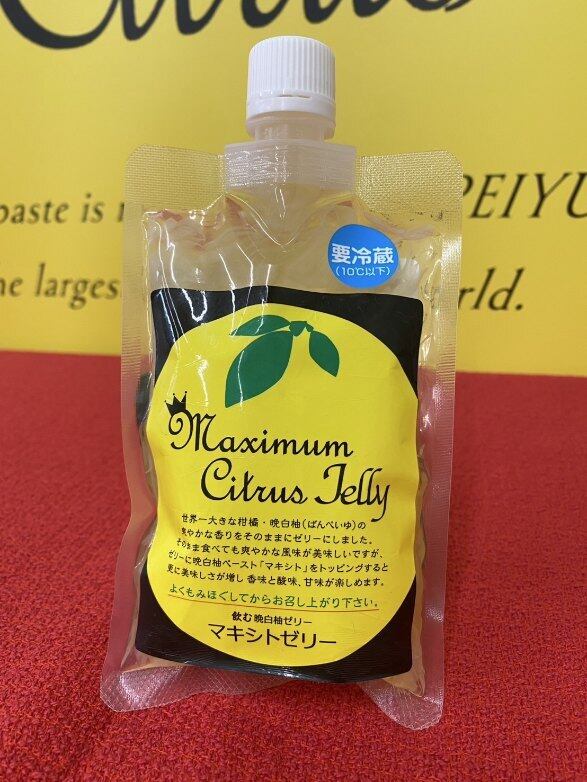 paste is
PEIYU
he larges
rld.
要冷蔵
(10℃以下)
Maximum
Citrus Jelly
世界一大きな柑橘・晩白柚(ばんぺいゆ)の
爽やかな香りをそのままにゼリーにしました。
そのまま食べても爽やかな風味が美味しいですが、
ゼリーに晩白柚ペースト「マキシト」をトッピングすると
更に美味しさが増し香味と酸味、甘味が楽しめます。
よくもみほぐしてからお召し上がり下さい。
飲む晩白柚ゼリー
マキシトゼリー